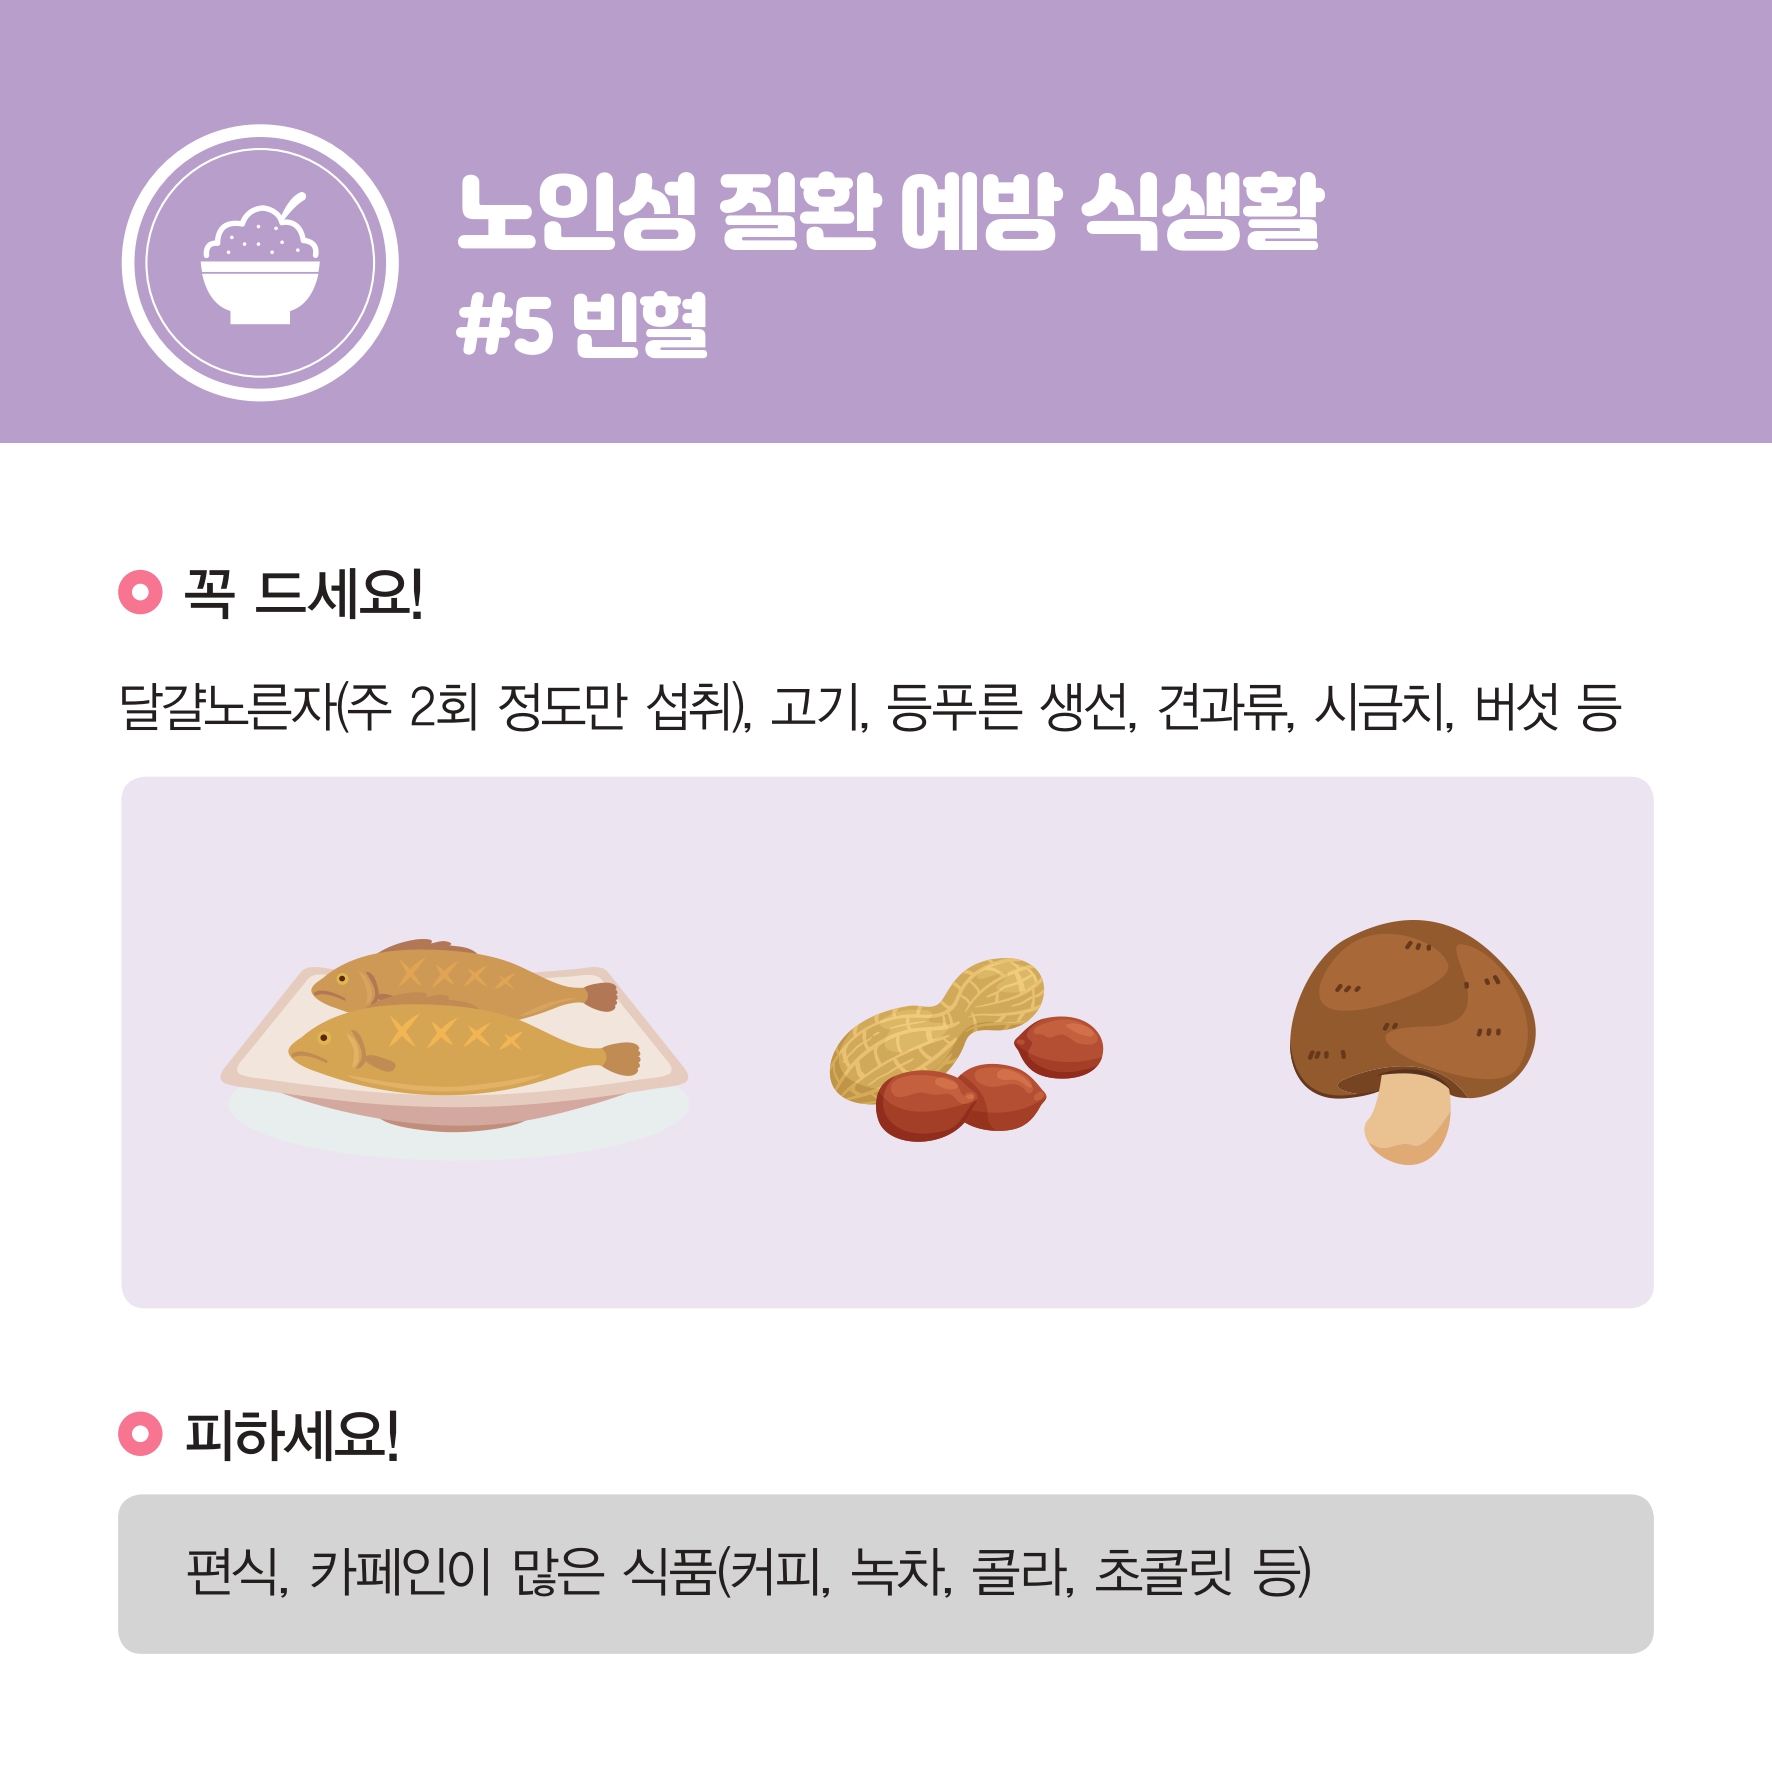 노인성 질환 예방 식생활
#5 빈혈
꼭 드세요!
달걀노른자(주 2회 정도만 섭취), 고기, 등푸른 생선, 견과류, 시금치, 버섯 등
피하세요!
편식, 카페인이 많은 식품(커피, 녹차, 콜라, 초콜릿 등)